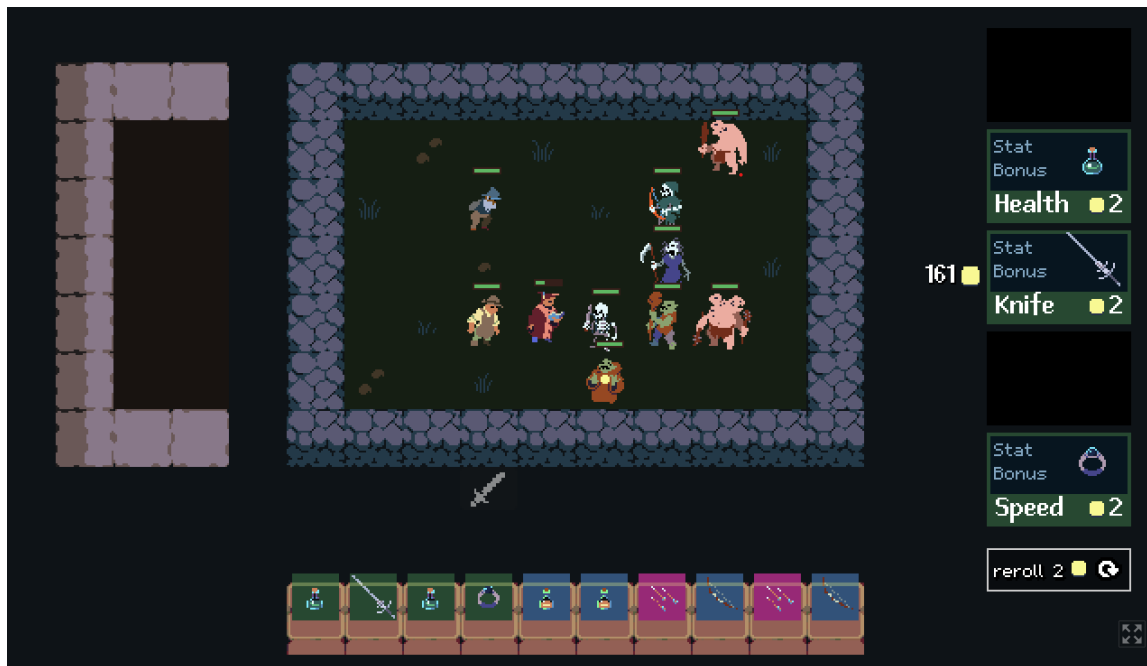 Stat
Bonus
Health 2
161
Stat
Bonus
Knife 2
Stat
Bonus
Speed 2
reroll 2